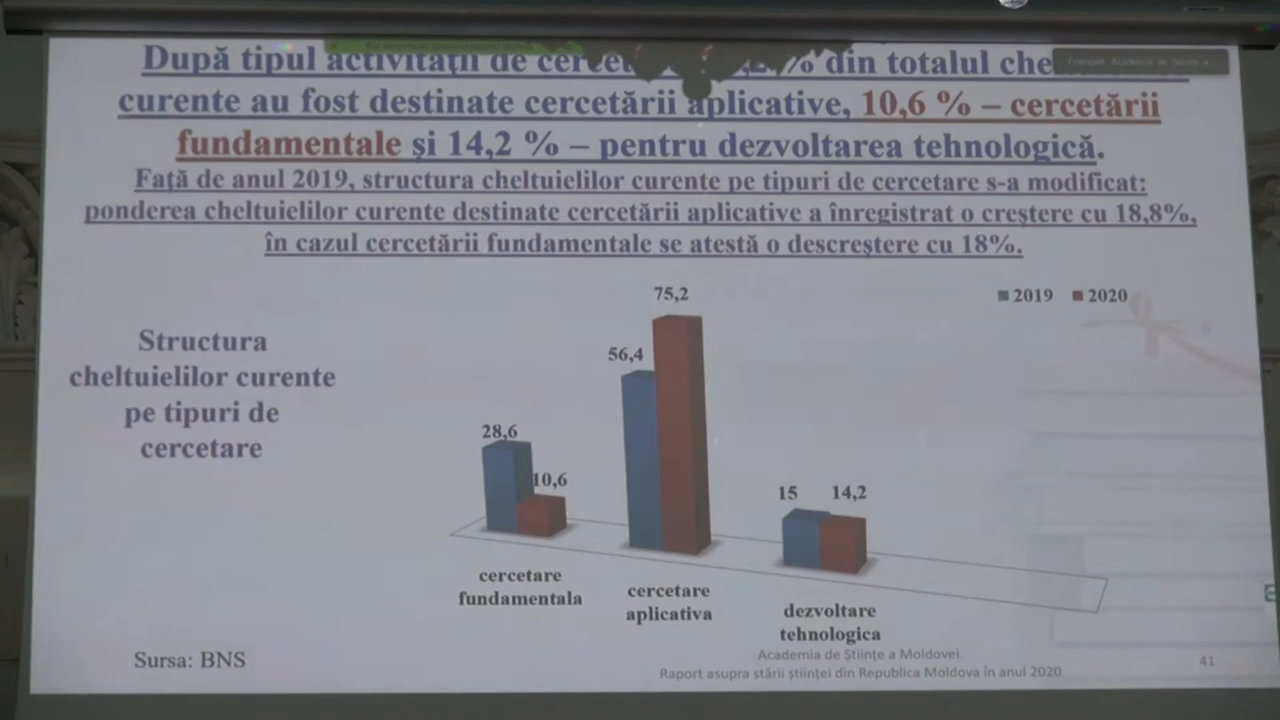 După tipul activității de % din totalul
curente au fost destinate cercetării aplicative, 10,6 % – cercetării
fundamentale și 14,2 % – pentru dezvoltarea tehnologică.
Față de anul 2019, structura cheltuielilor curente pe tipuri de cercetare s-a modificat:
ponderea cheltuielilor curente destinate cercetării aplicative a înregistrat o creștere cu 18,8%,
în cazul cercetării fundamentale se atestă o descreștere cu 18%.
2019 2020
Structura
cheltuielilor curente
pe tipuri de
cercetare
75,2
56,4
28,6
10,6
15 14,2
cercetare
fundamentala
cercetare
aplicativa
dezvoltare
tehnologica
Sursa: BNS
Academia de Științe a Moldovei.
Raport asupra stării științei din Republica Moldova în anul 2020
41